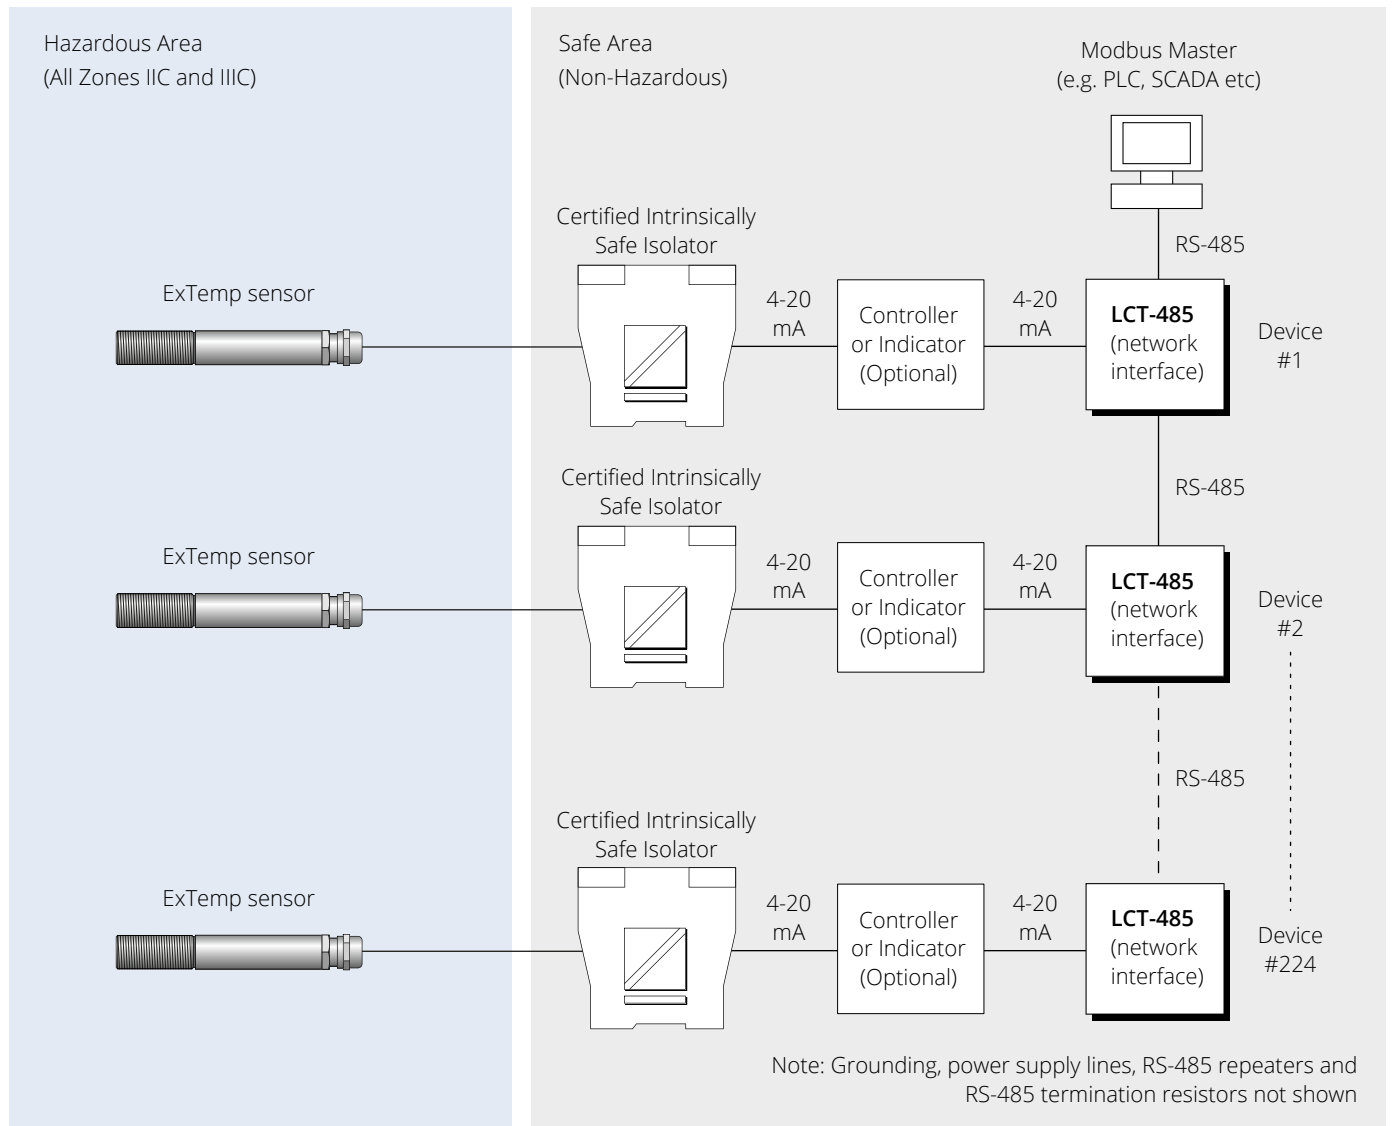 Hazardous Area
(All Zones IIC and IIIC)
Safe Area
(Non-Hazardous)
Modbus Master
(e.g. PLC, SCADA etc)
RS-485
ExTemp sensor
Certified Intrinsically
Safe Isolator
4-20
mA
Controller
or Indicator
(Optional)
4-20
mA
LCT-485
(network
interface)
Device
#1
RS-485
ExTemp sensor
Certified Intrinsically
Safe Isolator
4-20
mA
Controller
or Indicator
(Optional)
4-20
mA
LCT-485
(network
interface)
Device
#2
RS-485
ExTemp sensor
Certified Intrinsically
Safe Isolator
4-20
mA
Controller
or Indicator
(Optional)
4-20
mA
LCT-485
(network
interface)
Device
#224
Note: Grounding, power supply lines, RS-485 repeaters and
RS-485 termination resistors not shown